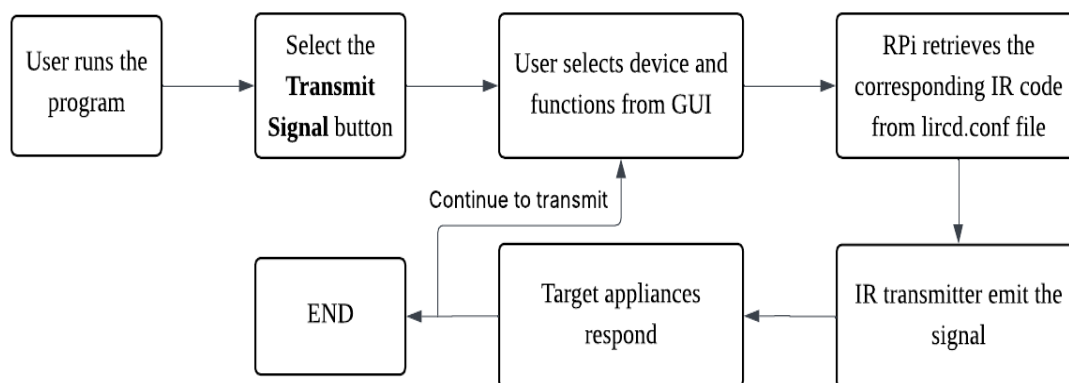 User runs the
program
Select the
Transmit
Signal button
User selects device and
functions from GUI
RPi retrieves the
corresponding IR code
from lircd.conf file
Continue to transmit
END
Target appliances
respond
IR transmitter emit the
signal